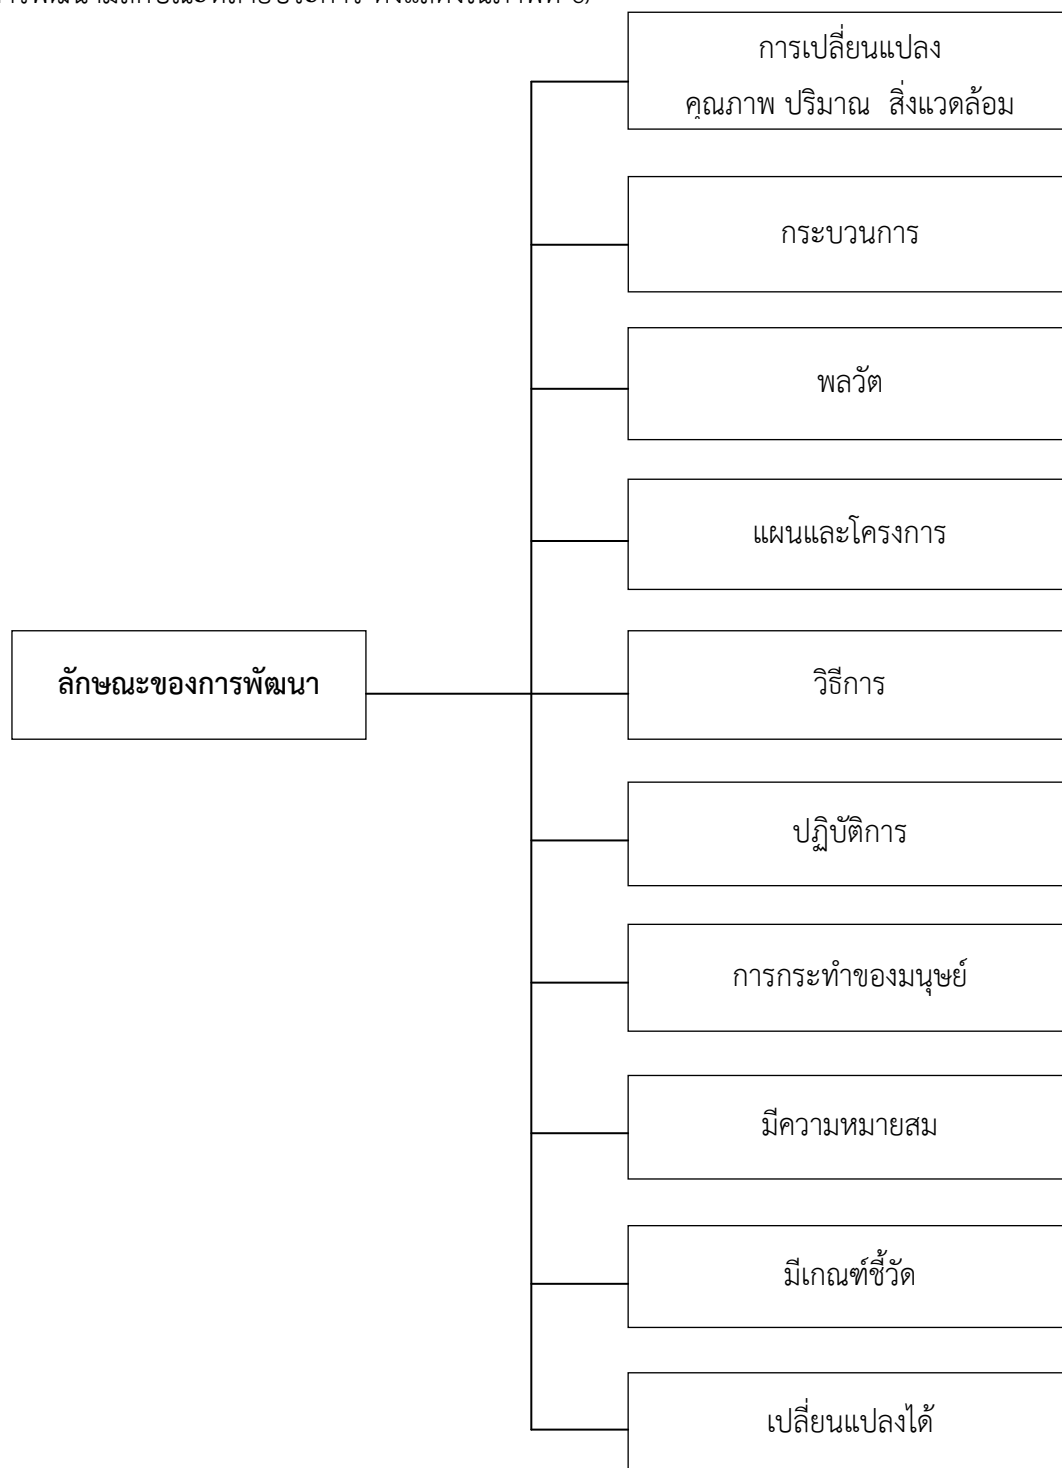 การเปลี่ยนแปลง
คุณภาพ ปริมาณ สิ่งแวดล้อม
กระบวนการ
พลวัต
แผนและโครงการ
ลักษณะของการพัฒนา
วิธีการ
ปฏิบัติการ
การกระทำของมนุษย์
มีความหมายสม
มีเกณฑ์ชี้วัด
เปลี่ยนแปลงได้